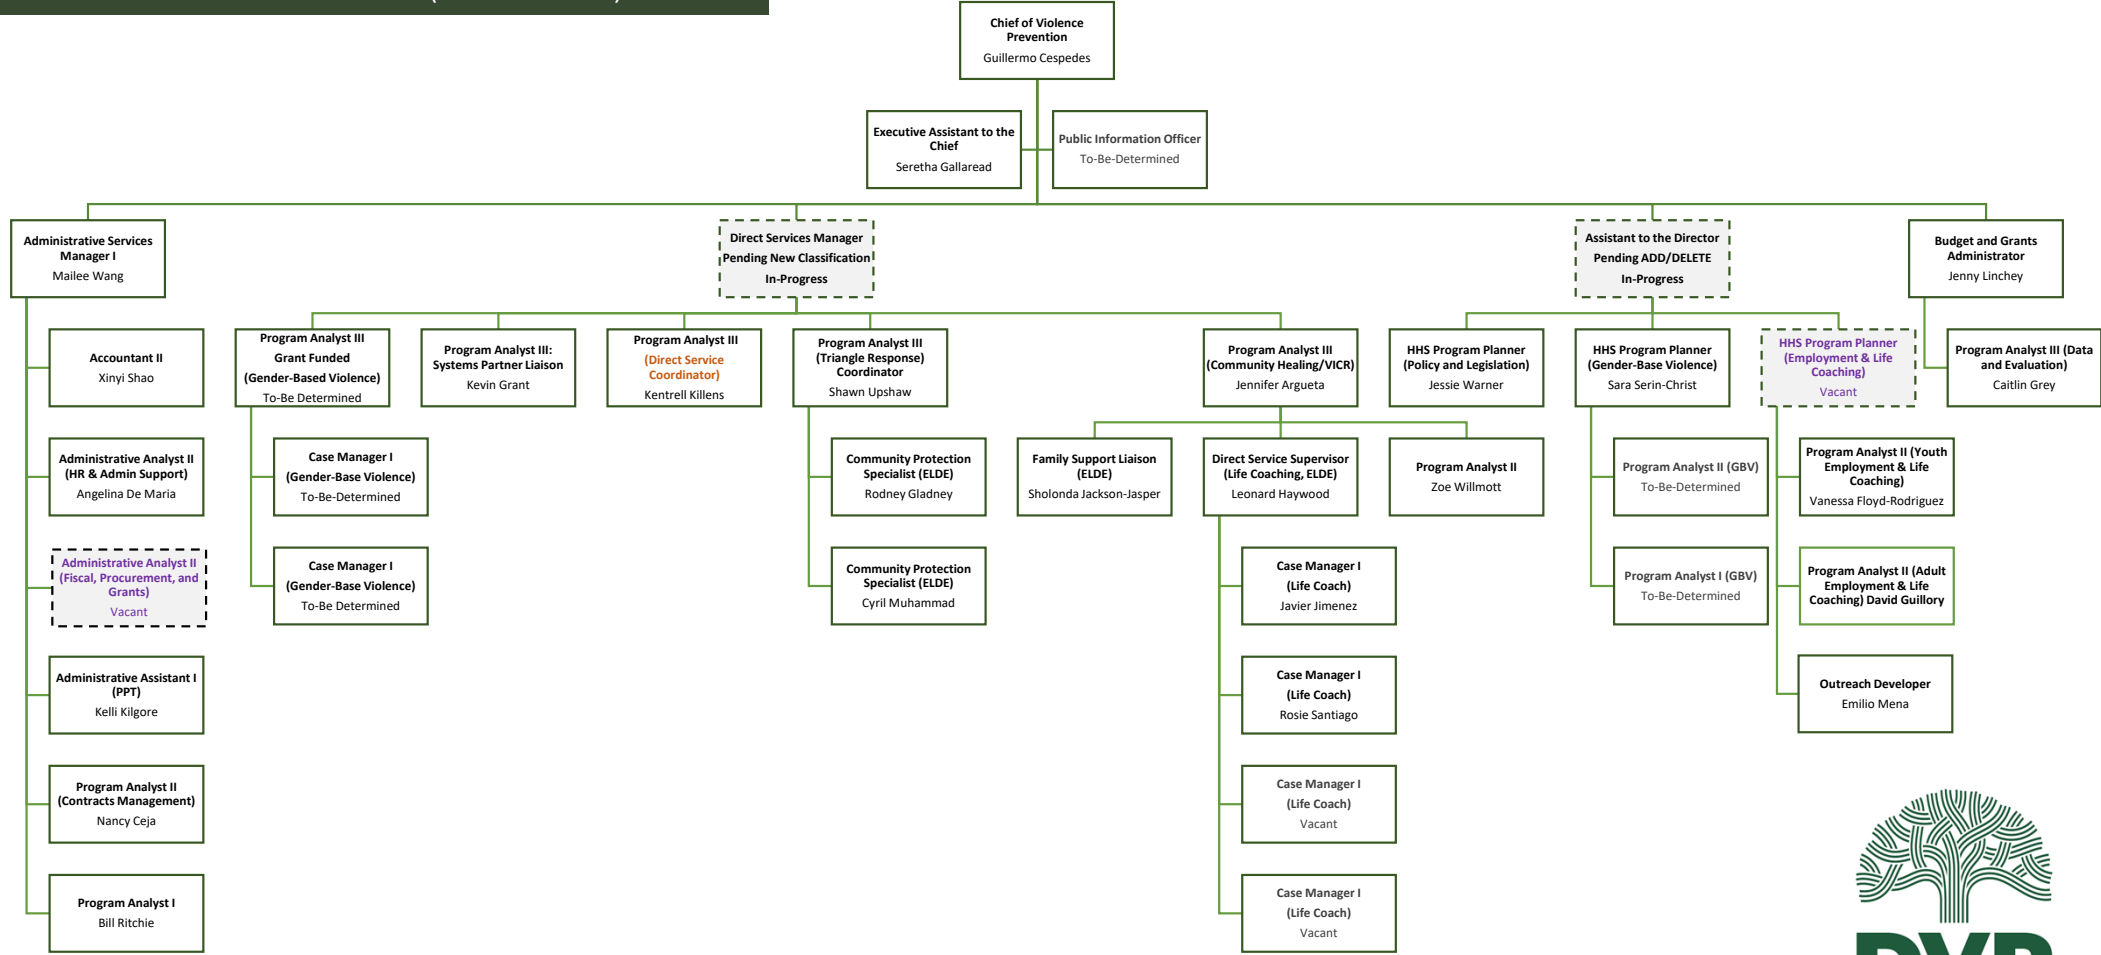 Chief of Violence
Prevention
Guillermo Cespedes
Executive Assistant to the
Chief
Seretha Gallaread
Public Information Officer
To-Be-Determined
Administrative Services
Manager I
Mailee Wang
Direct Services Manager
Pending New Classification
In-Progress
Assistant to the Director
Pending ADD/DELETE
In-Progress
Budget and Grants
Administrator
Jenny Linchey
Accountant II
Xinyi Shao
Program Analyst III
Grant Funded
(Gender-Based Violence)
To-Be Determined
Program Analyst III:
Systems Partner Liaison
Kevin Grant
Program Analyst III
(Direct Service
Coordinator)
Kentrell Killens
Program Analyst III
(Triangle Response)
Coordinator
Shawn Upshaw
Program Analyst III
(Community Healing/VICR)
Jennifer Argueta
HHS Program Planner
(Policy and Legislation)
Jessie Warner
HHS Program Planner
(Gender-Base Violence)
Sara Serin-Christ
HHS Program Planner
(Employment & Life
Coaching)
Vacant
Program Analyst III (Data
and Evaluation)
Caitlin Grey
Administrative Analyst II
(HR & Admin Support)
Angelina De Maria
Case Manager I
(Gender-Base Violence)
To-Be-Determined
Community Protection
Specialist (ELDE)
Rodney Gladney
Family Support Liaison
(ELDE)
Sholonda Jackson-Jasper
Direct Service Supervisor
(Life Coaching, ELDE)
Leonard Haywood
Program Analyst II
Zoe Willmott
Program Analyst II (GBV)
To-Be-Determined
Program Analyst II (Youth
Employment & Life
Coaching)
Vanessa Floyd-Rodriguez
Administrative Analyst II
(Fiscal, Procurement, and
Grants)
Vacant
Case Manager I
(Gender-Base Violence)
To-Be Determined
Community Protection
Specialist (ELDE)
Cyril Muhammad
Case Manager I
(Life Coach)
Javier Jimenez
Program Analyst I (GBV)
To-Be-Determined
Program Analyst II (Adult
Employment & Life
Coaching) David Guillory
Administrative Assistant I
(PPT)
Kelli Kilgore
Case Manager I
(Life Coach)
Rosie Santiago
Outreach Developer
Emilio Mena
Program Analyst II
(Contracts Management)
Nancy Ceja
Case Manager I
(Life Coach)
Vacant
Program Analyst I
Bill Ritchie
Case Manager I
(Life Coach)
Vacant